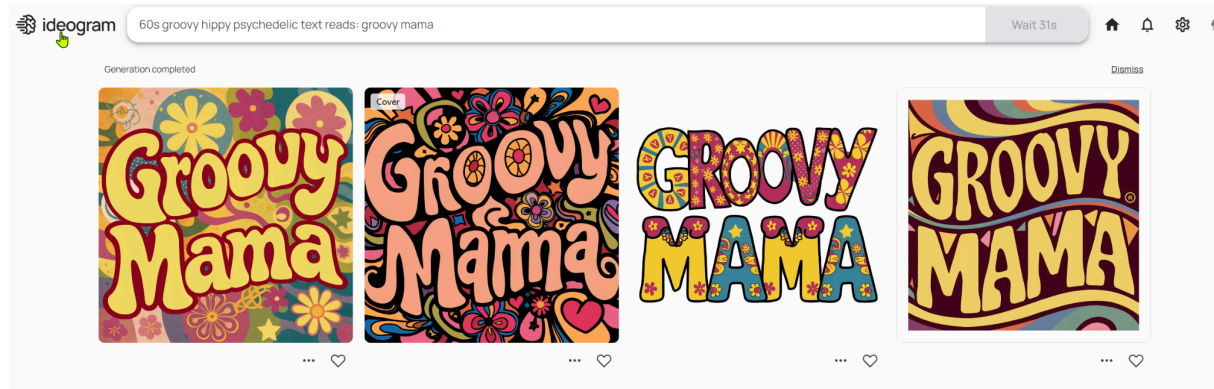 ideogram
60s groovy hippy psychedelic text reads: groovy mama
Wait 31s
Generation completed
Dismiss
Groovy
Mama
Cover
Groovy
Mama
GROOVY
MAMA
GROOVY
®
MAMA